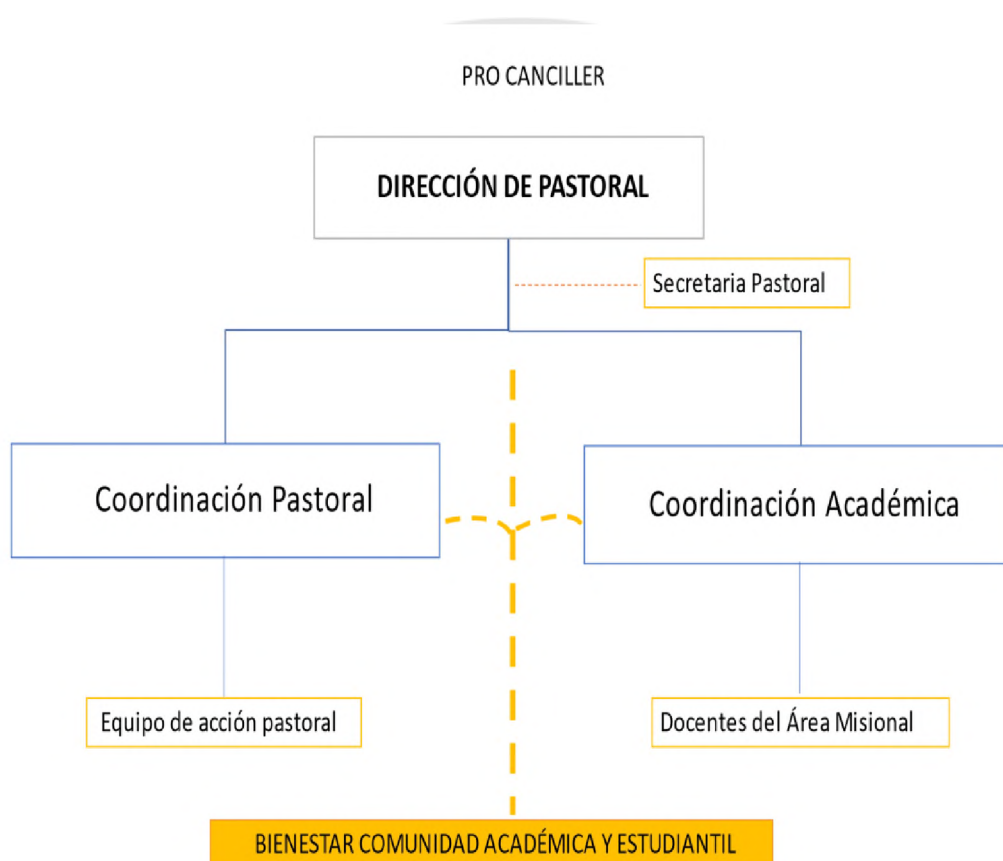 PRO CANCILLER
DIRECCIÓN DE PASTORAL
Secretaria Pastoral
Coordinación Pastoral
Coordinación Académica
Equipo de acción pastoral
Docentes del Área Misional
BIENESTAR COMUNIDAD ACADÉMICA Y ESTUDIANTIL